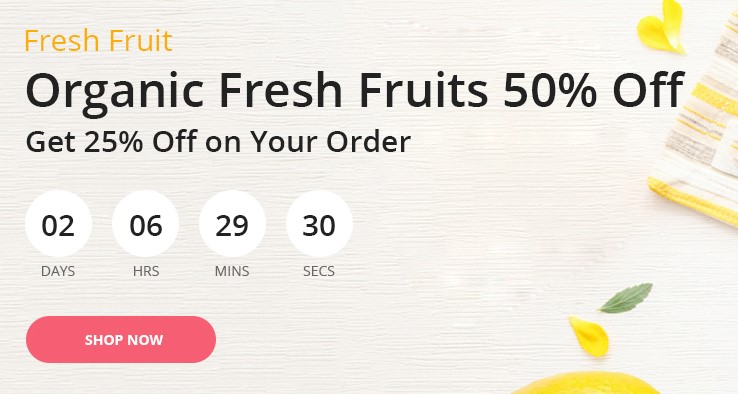 Fresh Fruit
Organic Fresh Fruits 50% Off
Get 25% Off on Your Order
02 06 29 30
DAYS HRS MINS SECS
SHOP NOW